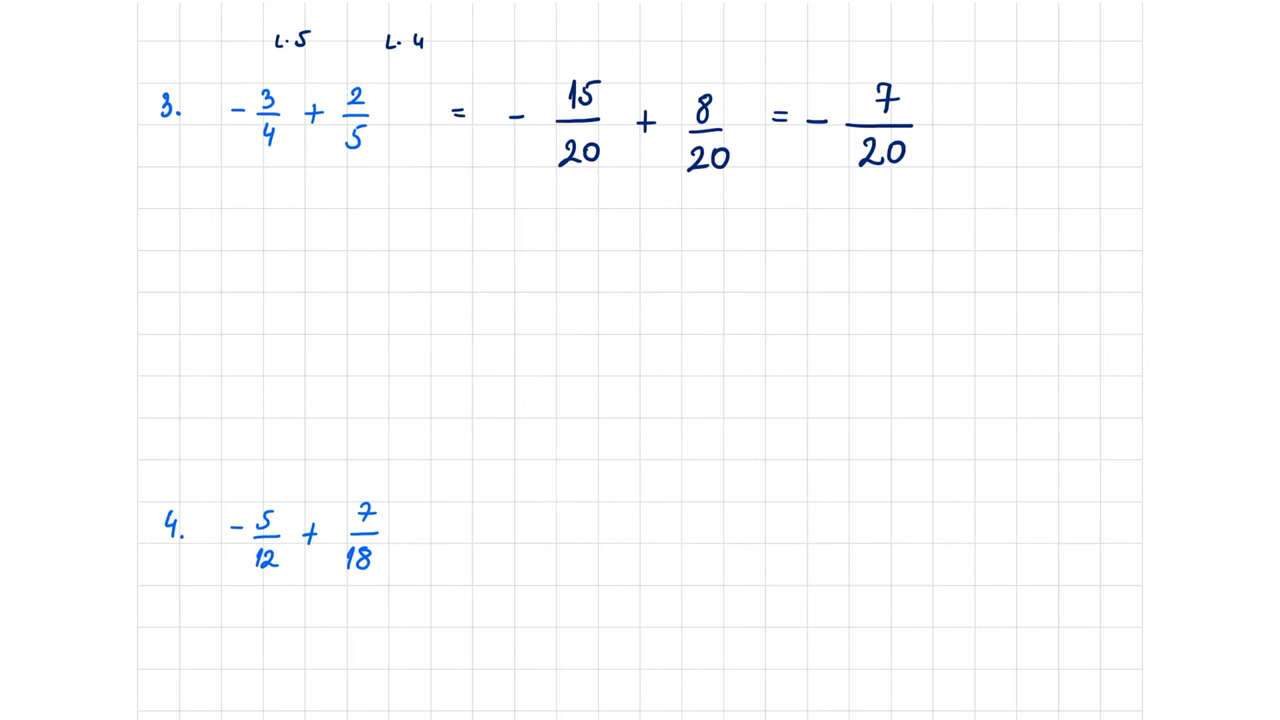 L.5 L.4
3. -3/4 + 2/5 = - 15/20 + 8/20 = - 7/20
4. -5/12 + 7/18